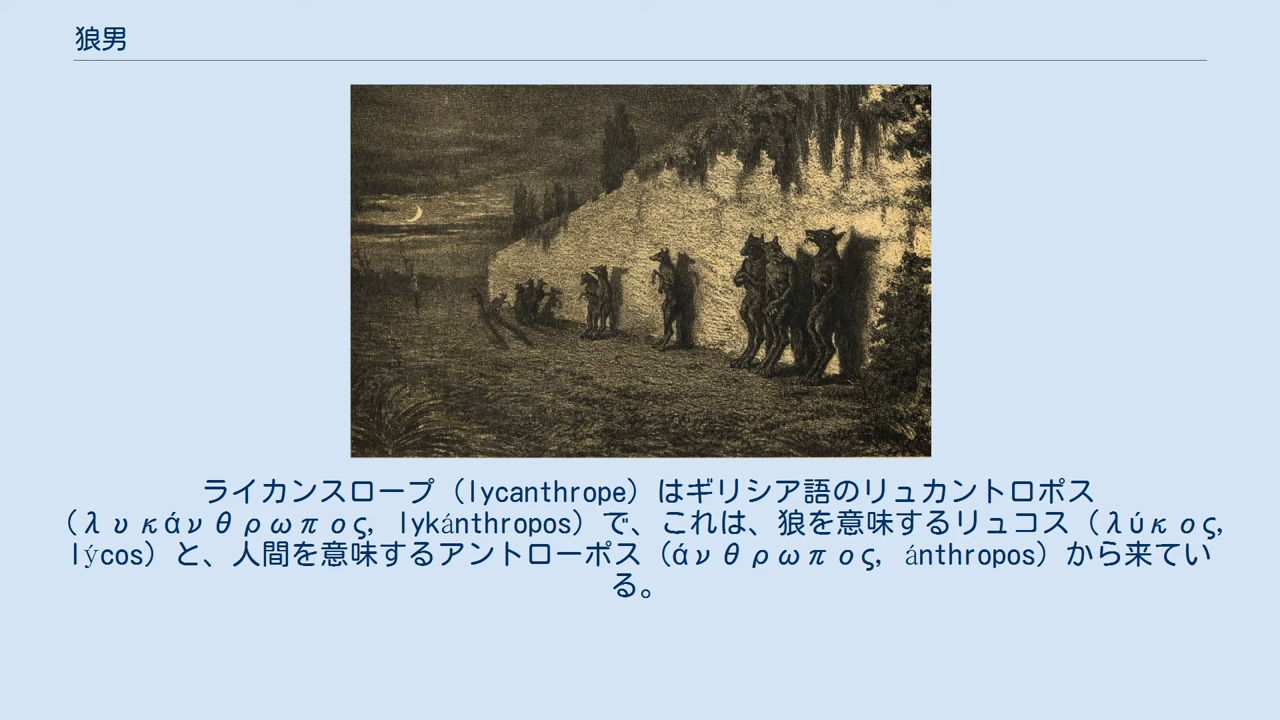 狼男
ライカンスロープ（lycanthrope）はギリシア語のリュカントロポス
（λυκάνθρωπος, lykánthropos）で、これは、狼を意味するリュコス（λύκος,
lýcos）と、人間を意味するアントローポス（άνθρωπος, ánthropos）から来てい
る。